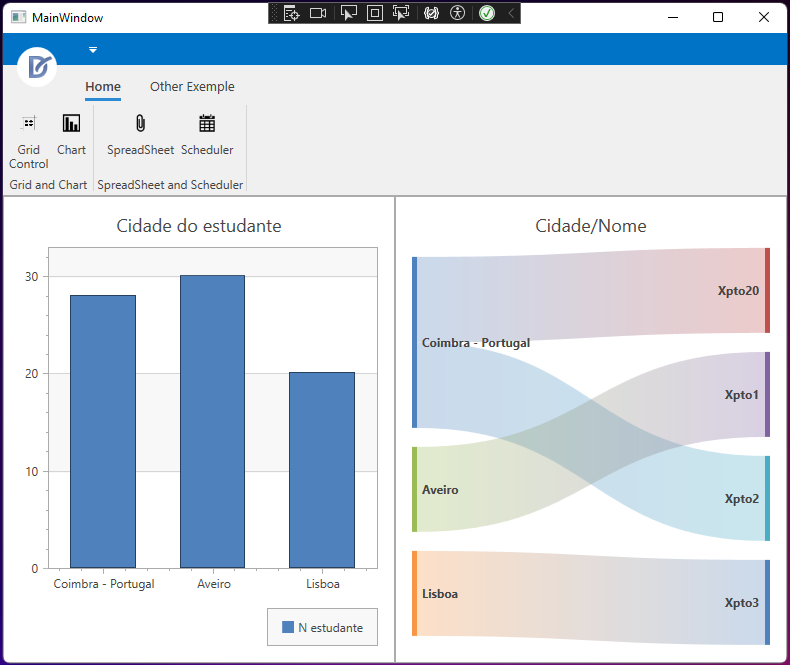 MainWindow
Home
Other Exemple
Grid
Control
Chart
SpreadSheet
Scheduler
Grid and Chart
SpreadSheet and Scheduler
Cidade do estudante
30
20
10
0
Coimbra - Portugal
Aveiro
Lisboa
N estudante
Cidade/Nome
Xpto20
Coimbra - Portugal
Xpto1
Aveiro
Xpto2
Lisboa
Xpto3